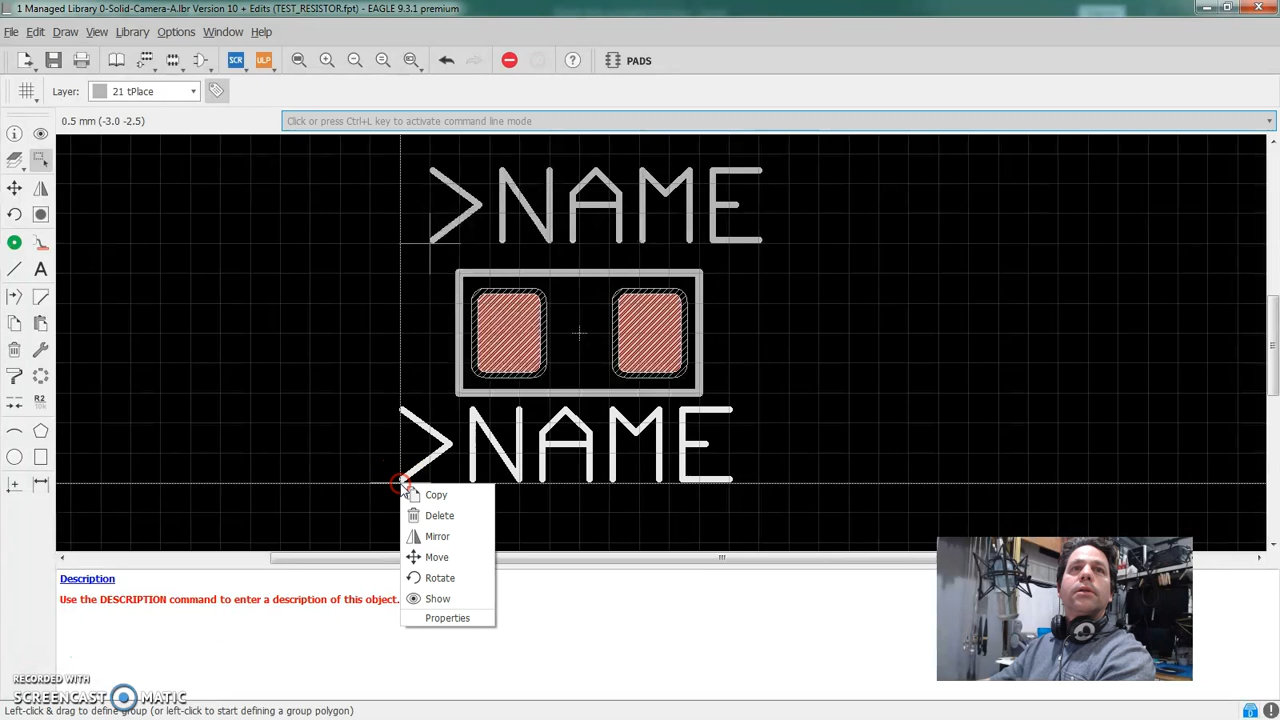 1 Managed Library 0-Solid-Camera-A.lbr Version 10 + Edits (TEST_RESISTOR.fpt) - EAGLE 9.3.1 premium
File Edit Draw View Library Options Window Help
SCR ULP PADS
Layer: 21 tPlace
0.5 mm (-3.0 -2.5) Click or press Ctrl+L key to activate command line mode
>NAME
>NAME
R2
10k
Copy
Delete
Mirror
Move
Rotate
Show
Properties
Description
Use the DESCRIPTION command to enter a description of this object.
RECORDED WITH
SCREENCAST MATIC
Left-click & drag to define group (or left-click to start defining a group polygon)